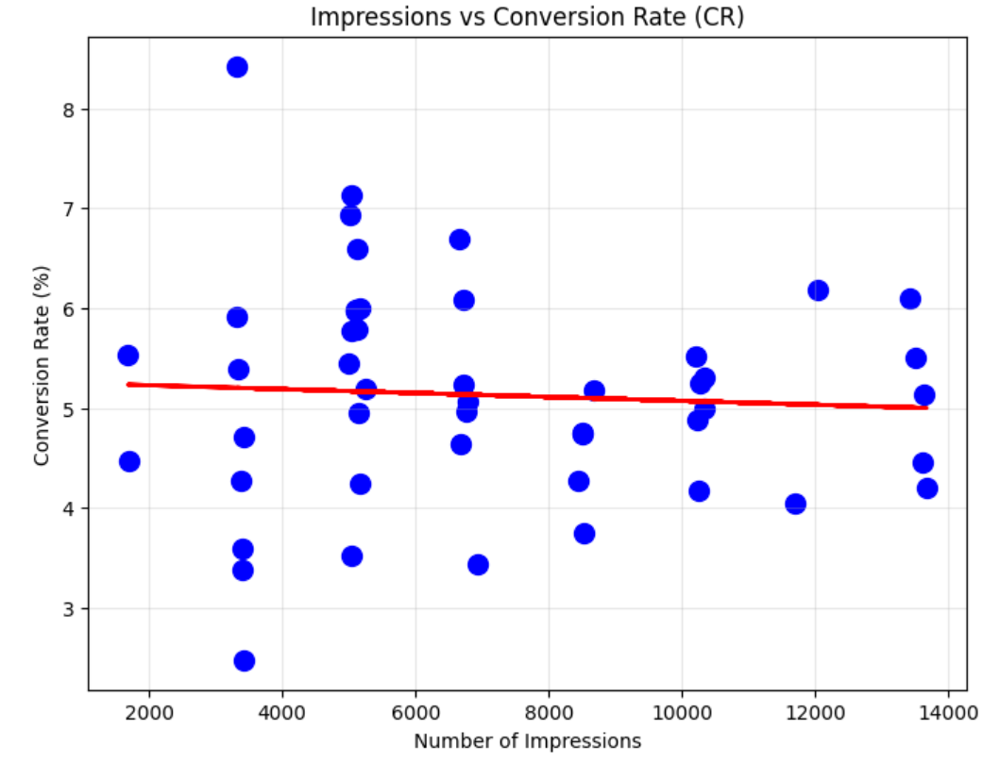 Impressions vs Conversion Rate (CR)
8
7
6
5
4
3
Conversion Rate (%)
2000 4000 6000 8000 10000 12000 14000
Number of Impressions